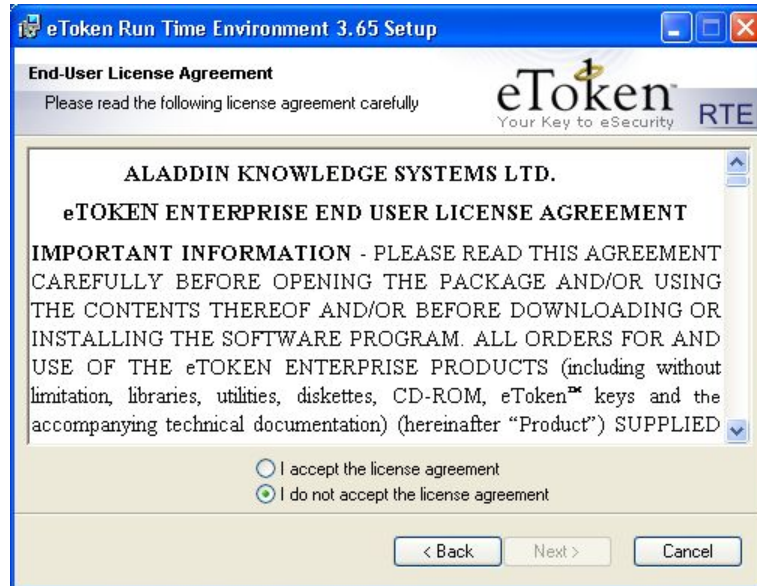 eToken Run Time Environment 3.65 Setup
End-User License Agreement
Please read the following license agreement carefully
eToken™
Your Key to eSecurity
RTE
ALADDIN KNOWLEDGE SYSTEMS LTD.
eTOKEN ENTERPRISE END USER LICENSE AGREEMENT
IMPORTANT INFORMATION - PLEASE READ THIS AGREEMENT
CAREFULLY BEFORE OPENING THE PACKAGE AND/OR USING
THE CONTENTS THEREOF AND/OR BEFORE DOWNLOADING OR
INSTALLING THE SOFTWARE PROGRAM. ALL ORDERS FOR AND
USE OF THE eTOKEN ENTERPRISE PRODUCTS (including without
limitation, libraries, utilities, diskettes, CD-ROM, eToken™ keys and the
accompanying technical documentation) (hereinafter “Product”) SUPPLIED
I accept the license agreement
I do not accept the license agreement
< Back
Next >
Cancel